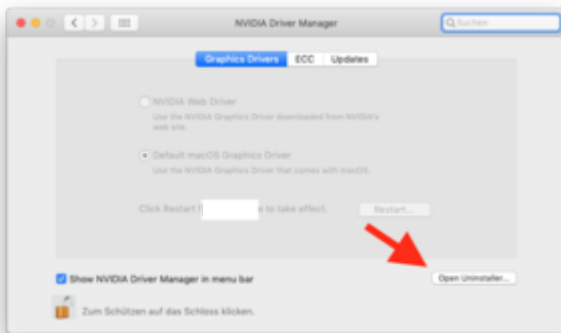 NVIDIA Driver Manager
Suchen
Graphics Drivers
ECC
Updates
NVIDIA Web Driver
Use the NVIDIA Graphics Driver downloaded from NVIDIA's
web site.
Default macOS Graphics Driver
Use the NVIDIA Graphics Driver that comes with macOS.
Click Restart to take effect.
Restart...
Show NVIDIA Driver Manager in menu bar
Open Uninstaller...
Zum Schützen auf das Schloss klicken.